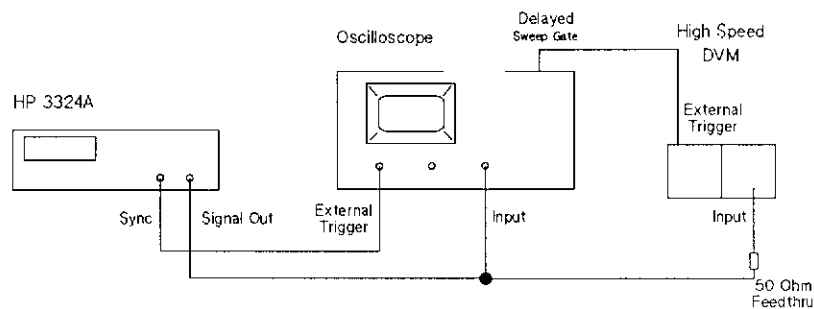 Delayed
Sweep Gate
Oscilloscope
High Speed
DVM
HP 3324A
External
Trigger
Sync
Signal Out
External
Trigger
Input
Input
50 Ohm
Feedthru